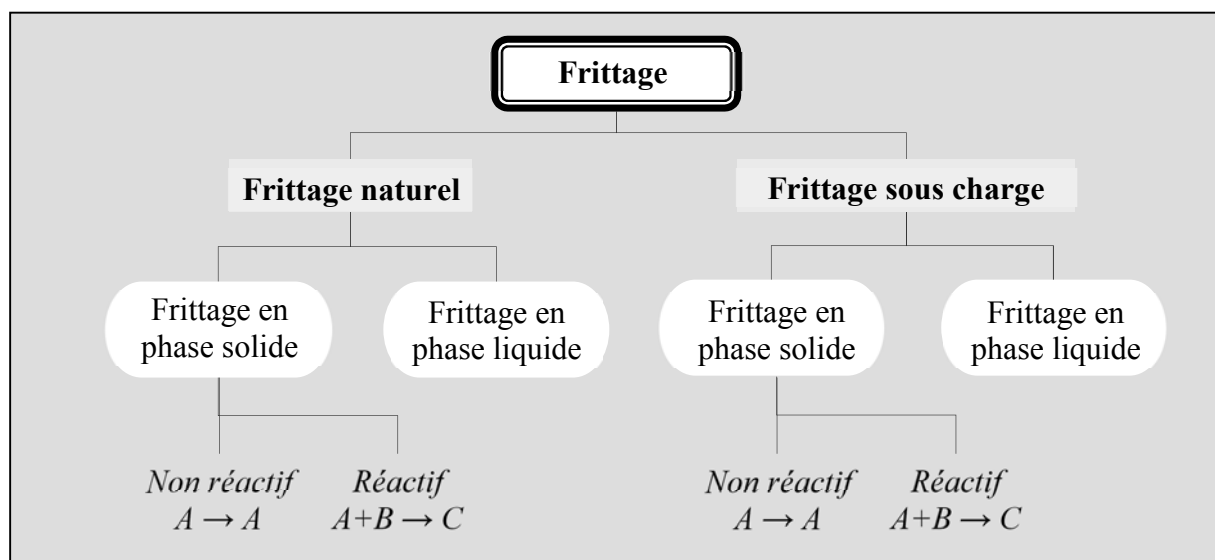 Frittage
Frittage naturel
Frittage sous charge
Frittage en
phase solide
Frittage en
phase liquide
Frittage en
phase solide
Frittage en
phase liquide
Non réactif
A → A
Réactif
A+B → C
Non réactif
A → A
Réactif
A+B → C